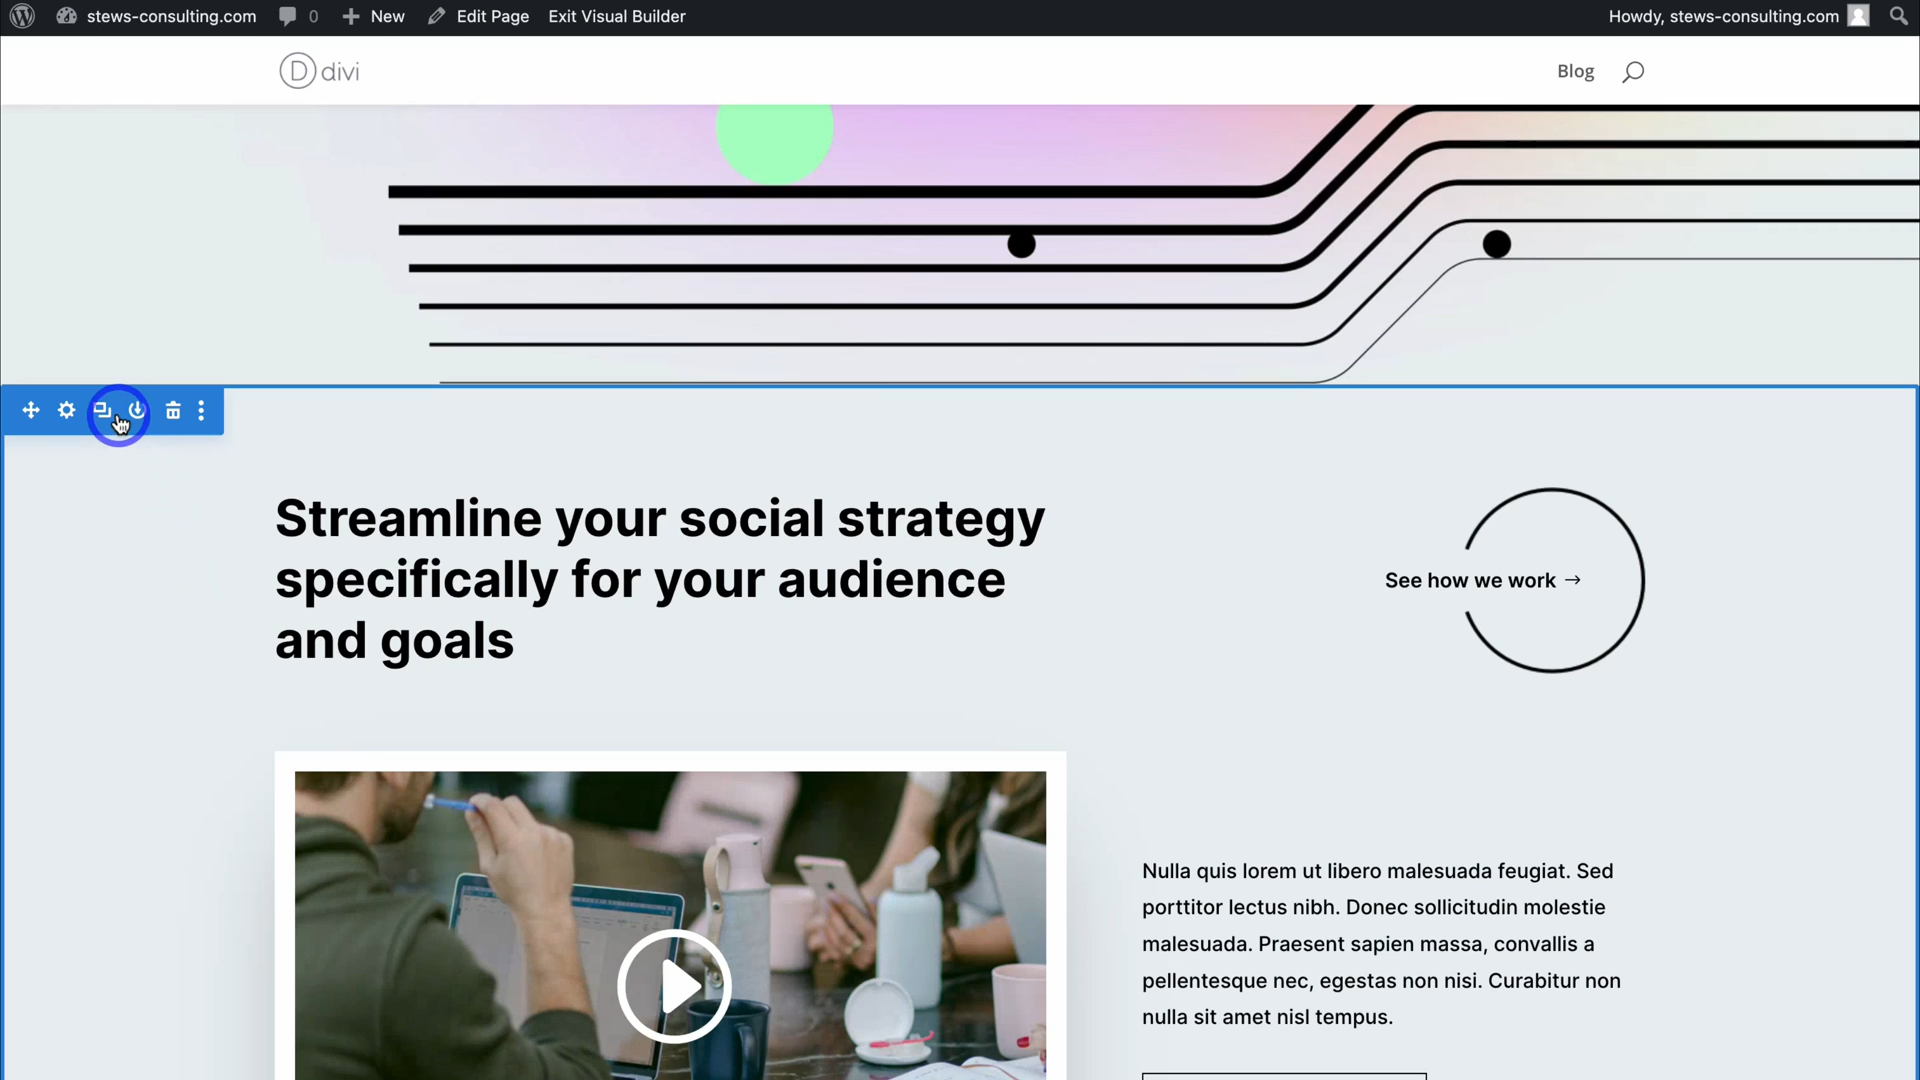 stews-consulting.com 0 New Edit Page Exit Visual Builder Howdy, stews-consulting.com
D divi Blog
Streamline your social strategy
specifically for your audience
and goals
See how we work →
Nulla quis lorem ut libero malesuada feugiat. Sed
porttitor lectus nibh. Donec sollicitudin molestie
malesuada. Praesent sapien massa, convallis a
pellentesque nec, egestas non nisi. Curabitur non
nulla sit amet nisl tempus.